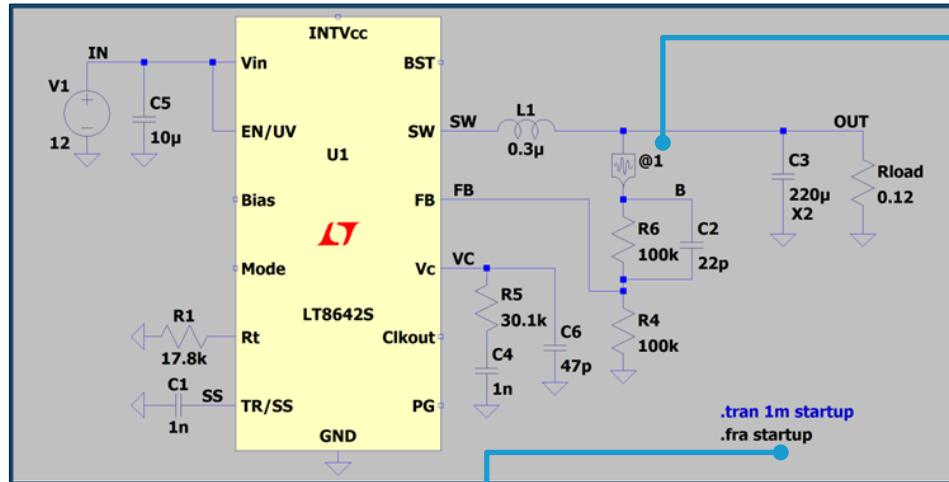 INTVcc
IN
Vin
BST
V1
C5
10µ
12
EN/UV
SW
SW
L1
0.3µ
OUT
U1
@1
C3
220µ
X2
Rload
0.12
Bias
FB
FB
B
R6
100k
C2
22p
Mode
Vc
VC
R5
30.1k
LT8642S
Clkout
C6
47p
R4
100k
R1
17.8k
Rt
C4
1n
C1
1n
SS
TR/SS
PG
GND
.tran 1m startup
.fra startup